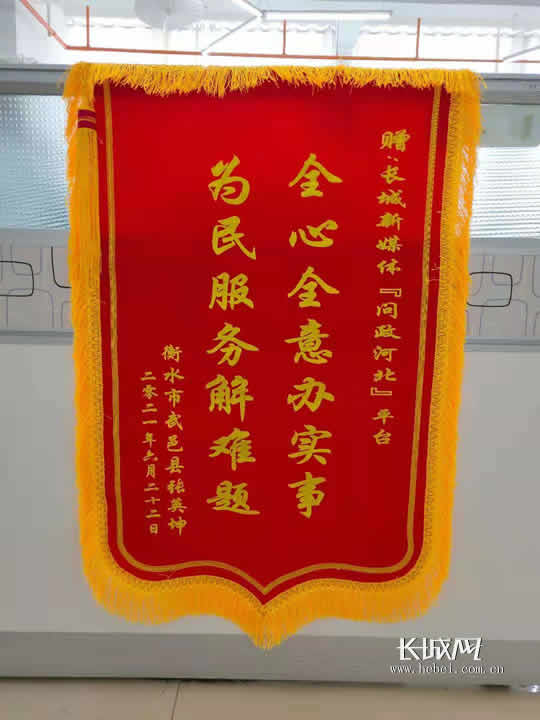 赠：长城新媒体『问政河北』平台
全心全意办实事
为民服务解难题
衡水市武邑县张英坤
二零二一年六月二十二日
长城网
www.hebei.com.cn